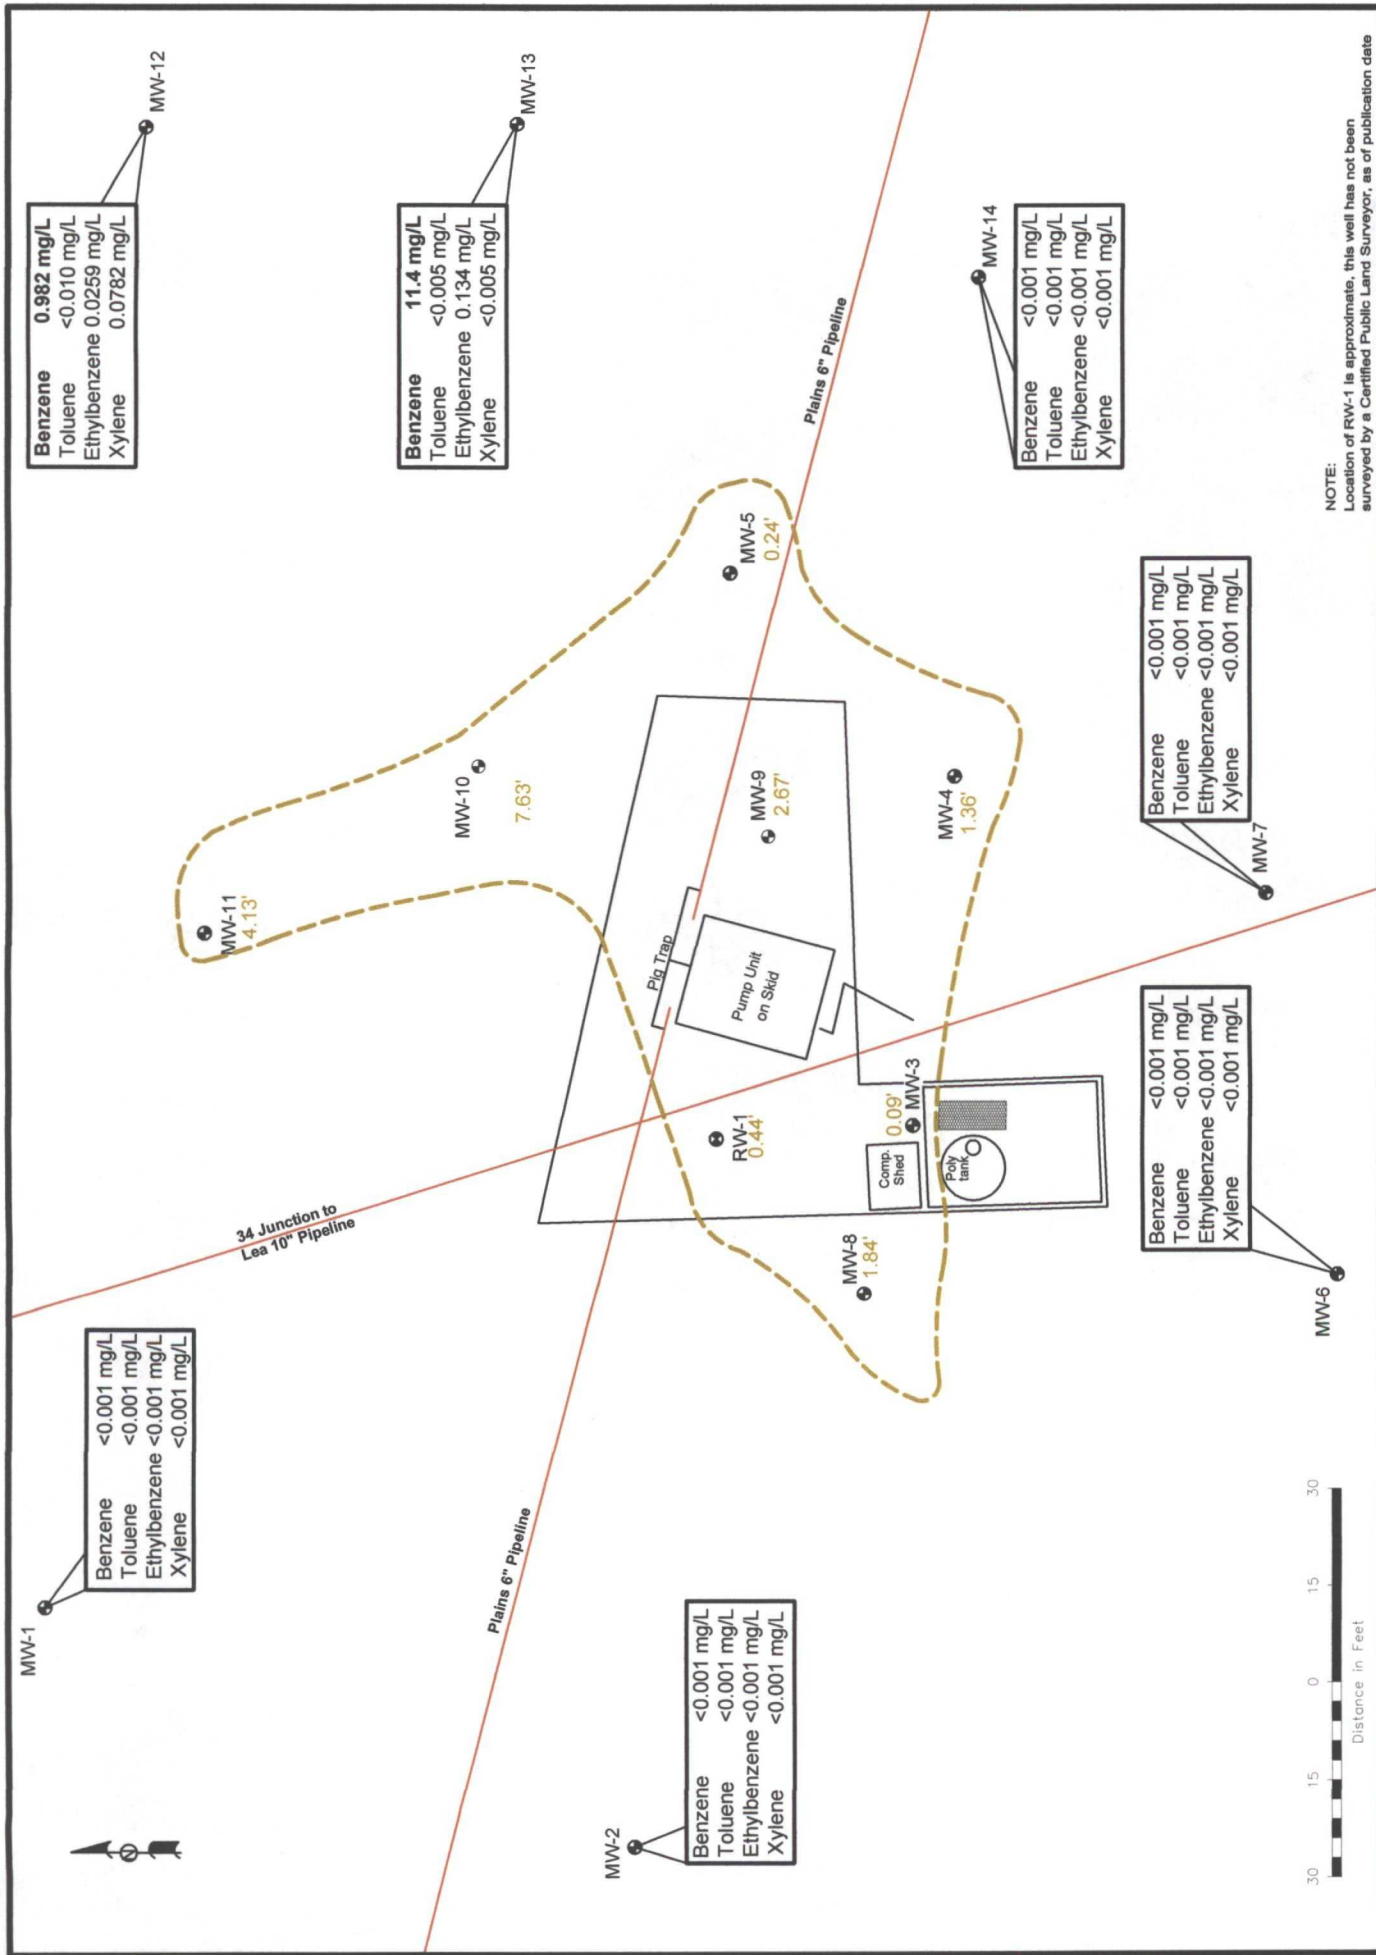 MW-1
Benzene <0.001 mg/L
Toluene <0.001 mg/L
Ethylbenzene <0.001 mg/L
Xylene <0.001 mg/L
34 Junction to
Lea 10" Pipeline
Benzene 0.982 mg/L
Toluene <0.010 mg/L
Ethylbenzene 0.0259 mg/L
Xylene 0.0782 mg/L
MW-12
N
MW-11
4.13'
Benzene 11.4 mg/L
Toluene <0.005 mg/L
Ethylbenzene 0.134 mg/L
Xylene <0.005 mg/L
MW-13
MW-10
7.63'
Plains 6" Pipeline
MW-2
Benzene <0.001 mg/L
Toluene <0.001 mg/L
Ethylbenzene <0.001 mg/L
Xylene <0.001 mg/L
Pig Trap
Pump Unit
on Skid
RW-1
0.44'
MW-9
2.67'
MW-5
0.24'
Plains 6" Pipeline
MW-8
1.84'
Comp.
Shed
0.09'
MW-3
Poly
tank
MW-4
1.36'
MW-14
Benzene <0.001 mg/L
Toluene <0.001 mg/L
Ethylbenzene <0.001 mg/L
Xylene <0.001 mg/L
Benzene <0.001 mg/L
Toluene <0.001 mg/L
Ethylbenzene <0.001 mg/L
Xylene <0.001 mg/L
MW-6
Benzene <0.001 mg/L
Toluene <0.001 mg/L
Ethylbenzene <0.001 mg/L
Xylene <0.001 mg/L
MW-7
30 15 0 15 30
Distance in Feet
NOTE:
Location of RW-1 is approximate, this well has not been
surveyed by a Certified Public Land Surveyor, as of publication date